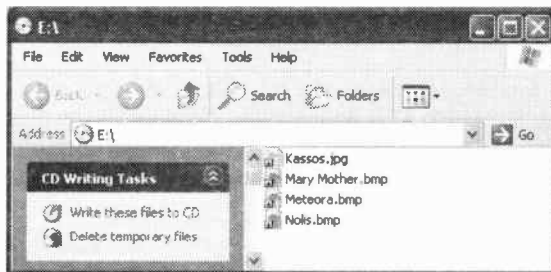 E:\
File Edit View Favorites Tools Help
Back Search Folders
Address E:\ Go
CD Writing Tasks
Write these files to CD
Delete temporary files
Kassos.jpg
Mary Mother.bmp
Meteora.bmp
Nolis.bmp